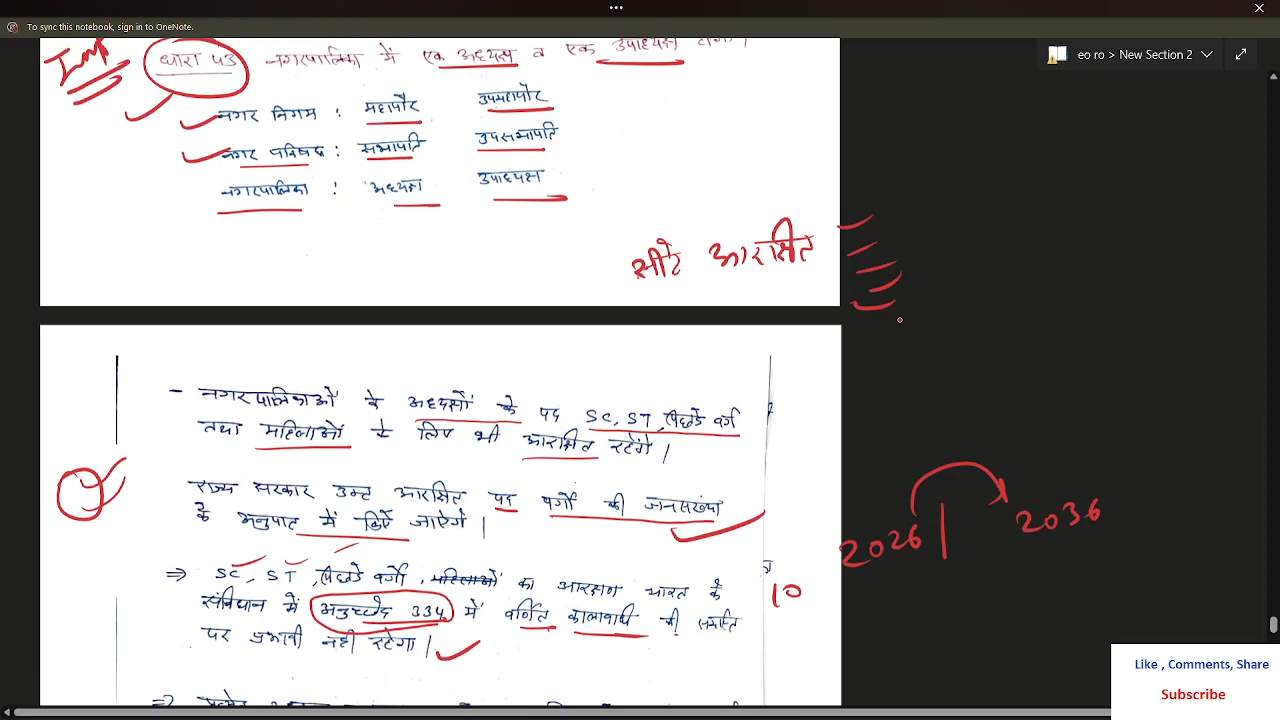 To sync this notebook, sign in to OneNote.
eo ro - New Section 2
Imp धारा 43 नगरपालिका में एक अध्यक्ष व एक उपाध्यक्ष होगा।
नगर निगम : महापौर उपमहापौर
नगर परिषद : सभापति उपसभापति
नगरपालिका : अध्यक्ष उपाध्यक्ष
सीटे आरक्षित
- नगरपालिकाओं के अध्यक्षों के पद SC, ST, पिछडे वर्ग
तथा महिलाओं के लिए भी आरक्षित रहेंगे।
राज्य सरकार उक्त आरक्षित पद वर्गों की जनसंख्या
के अनुपात में किये जाऐगें।
2026 2036
⇒ SC, ST, पिछडे वर्गों, महिलाओं का आरक्षण भारत के
10
संविधान में अनुच्छेद 334 में वर्णित कालावधि की समाप्ति
पर प्रभावी नही रहेगा।
Like , Comments, Share
Subscribe